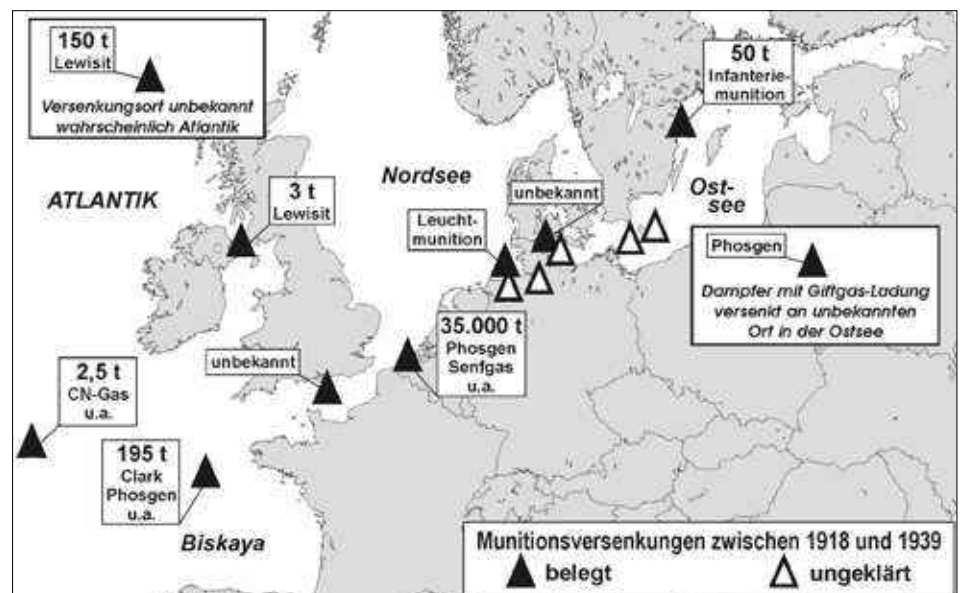 150 t
Lewisit
Versenkungsort unbekannt
wahrscheinlich Atlantik
50 t
Infanterie-
munition
ATLANTIK
Nordsee
Ost-
see
3 t
Lewisit
unbekannt
Leucht-
munition
Phosgen
Dampfer mit Giftgas-Ladung
versenkt an unbekannten
Ort in der Ostsee
35.000 t
Phosgen
Senfgas
u.a.
unbekannt
2,5 t
CN-Gas
u.a.
195 t
Clark
Phosgen
u.a.
Biskaya
Munitionsversenkungen zwischen 1918 und 1939
belegt
ungeklärt